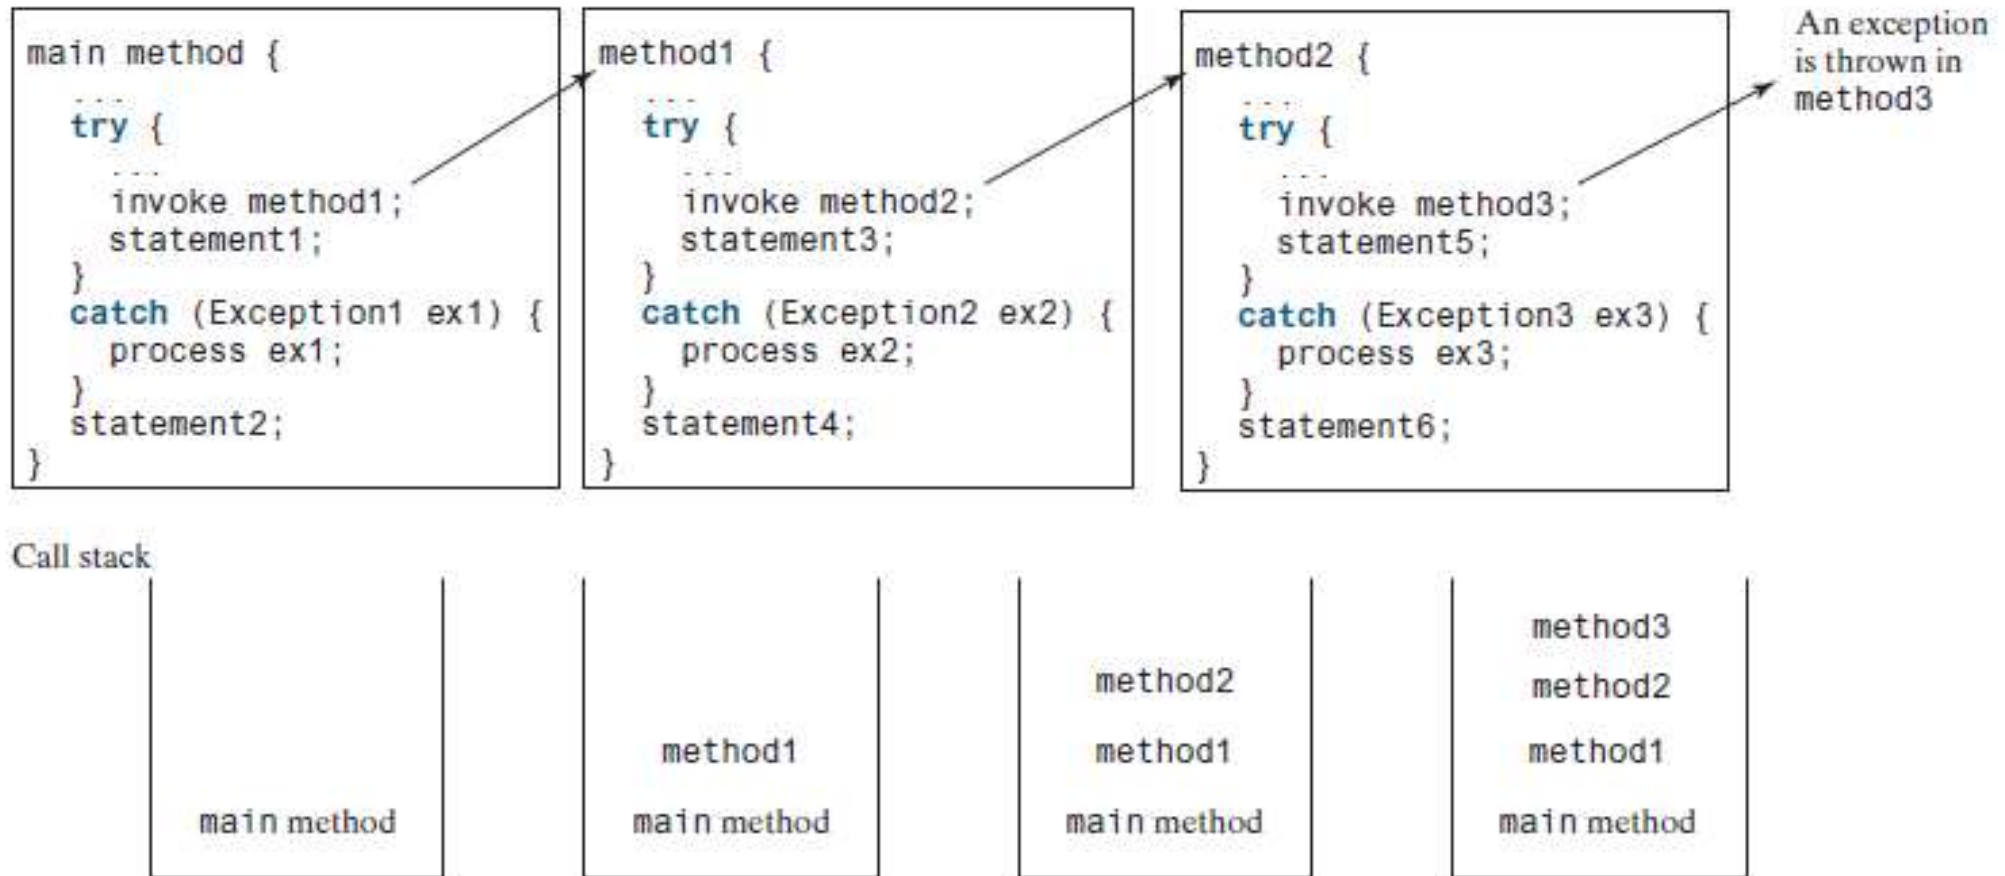 main method {
...
try {
...
invoke method1;
statement1;
}
catch (Exception1 ex1) {
process ex1;
}
statement2;
}
method1 {
...
try {
...
invoke method2;
statement3;
}
catch (Exception2 ex2) {
process ex2;
}
statement4;
}
method2 {
...
try {
...
invoke method3;
statement5;
}
catch (Exception3 ex3) {
process ex3;
}
statement6;
}
An exception
is thrown in
method3
Call stack
main method
method1
main method
method2
method1
main method
method3
method2
method1
main method